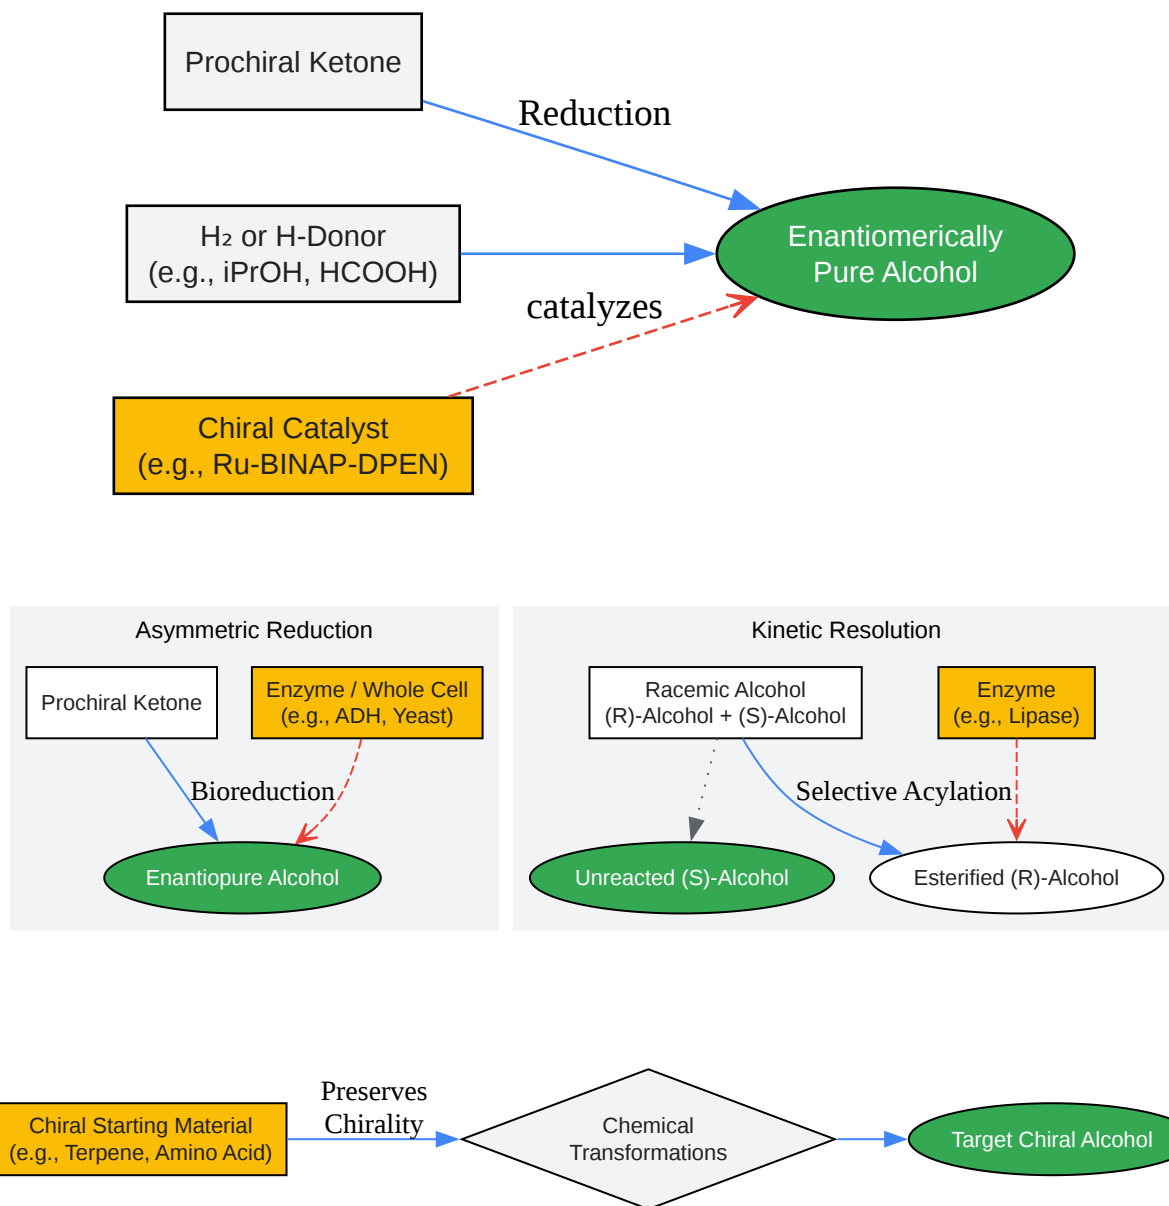 Prochiral Ketone
Reduction
H₂ or H-Donor
(e.g., iPrOH, HCOOH)
Enantiomerically
Pure Alcohol
catalyzes
Chiral Catalyst
(e.g., Ru-BINAP-DPEN)
Asymmetric Reduction
Prochiral Ketone
Enzyme / Whole Cell
(e.g., ADH, Yeast)
Bioreduction
Enantiopure Alcohol
Kinetic Resolution
Racemic Alcohol
(R)-Alcohol + (S)-Alcohol
Enzyme
(e.g., Lipase)
Selective Acylation
Unreacted (S)-Alcohol
Esterified (R)-Alcohol
Chiral Starting Material
(e.g., Terpene, Amino Acid)
Preserves
Chirality
Chemical
Transformations
Target Chiral Alcohol